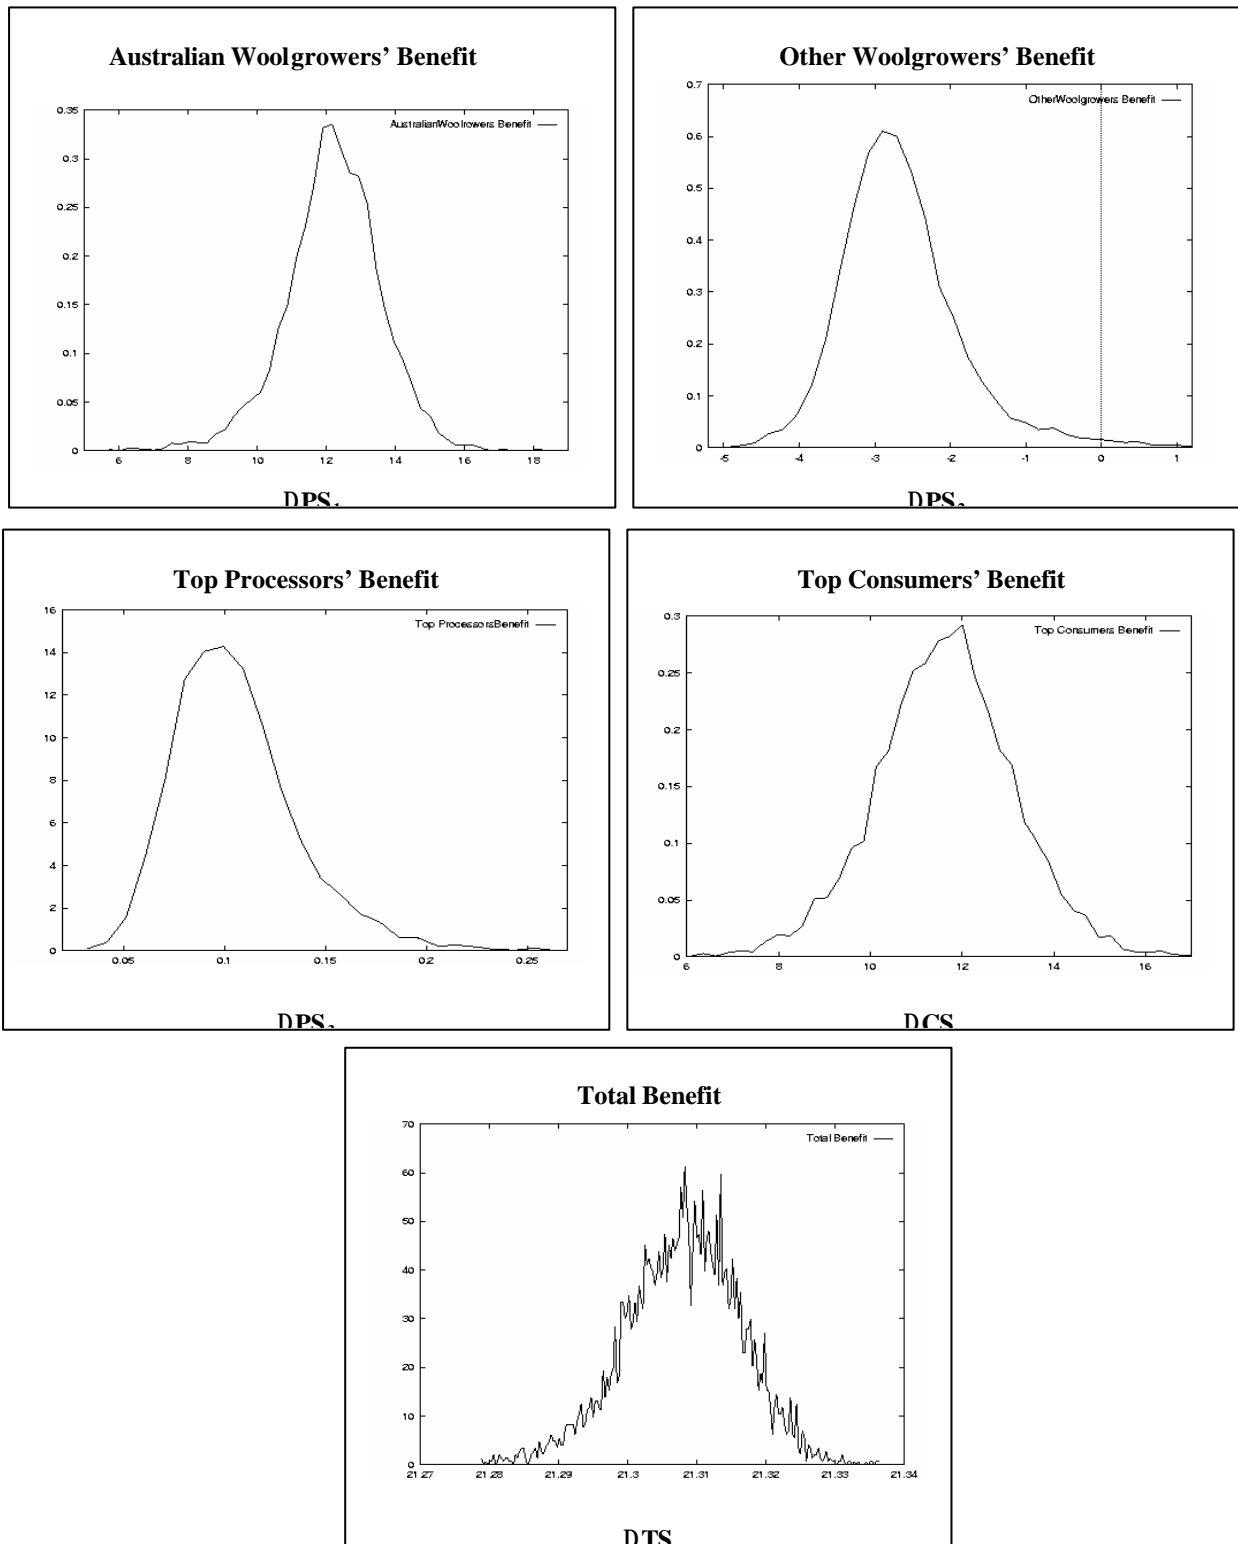 Australian Woolgrowers’ Benefit
0.35
0.3
0.25
0.2
0.15
0.1
0.05
0
AustralianWoolrowers Benefit
6 8 10 12 14 16 18
DPS₁
Other Woolgrowers’ Benefit
0.7
0.6
0.5
0.4
0.3
0.2
0.1
0
OtherWoolgrowers Benefit
-5 -4 -3 -2 -1 0 1
DPS₂
Top Processors’ Benefit
16
14
12
10
8
6
4
2
0
Top ProcessorsBenefit
0.05 0.1 0.15 0.2 0.25
DPS₃
Top Consumers’ Benefit
0.3
0.25
0.2
0.15
0.1
0.05
0
Top Consumers Benefit
6 8 10 12 14 16
DCS
Total Benefit
70
60
50
40
30
20
10
0
Total Benefit
21.27 21.28 21.29 21.3 21.31 21.32 21.33 21.34
DTS